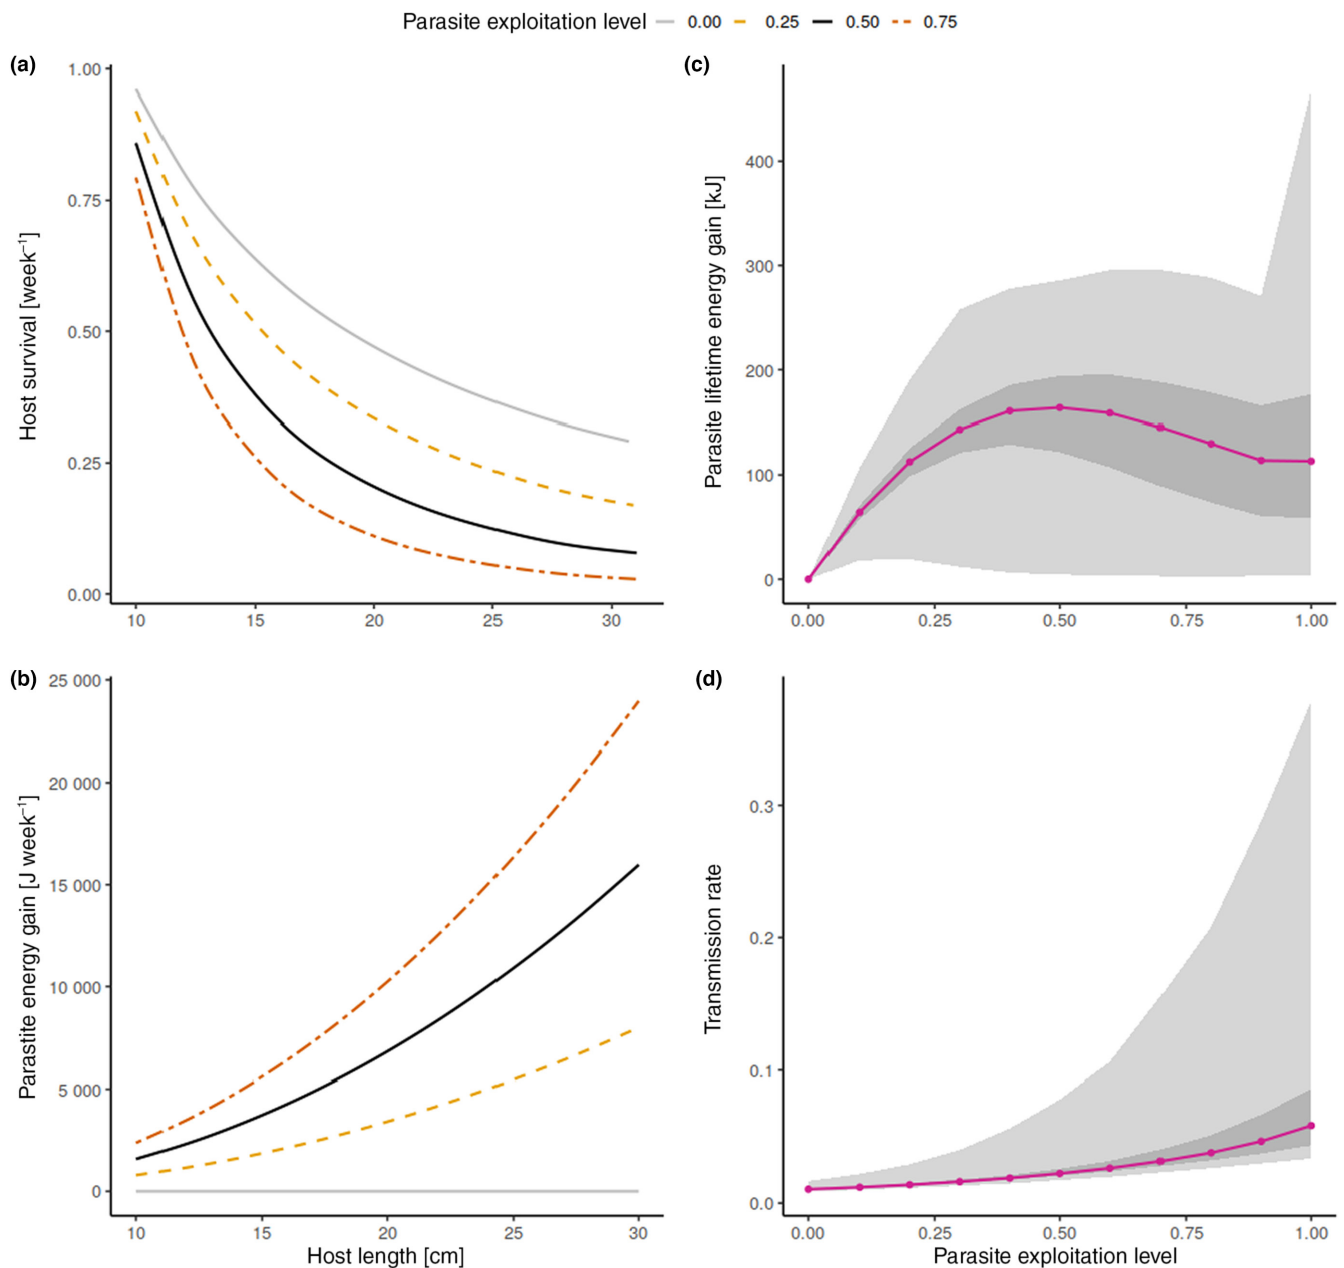 Parasite exploitation level 0.00 0.25 0.50 0.75
(a)
1.00
0.75
0.50
0.25
0.00
Host survival [week⁻¹]
10 15 20 25 30
(c)
400
300
200
100
0
Parasite lifetime energy gain [kJ]
0.00 0.25 0.50 0.75 1.00
(b)
25 000
20 000
15 000
10 000
5 000
0
Parastite energy gain [J week⁻¹]
10 15 20 25 30
Host length [cm]
(d)
0.3
0.2
0.1
0.0
Transmission rate
0.00 0.25 0.50 0.75 1.00
Parasite exploitation level